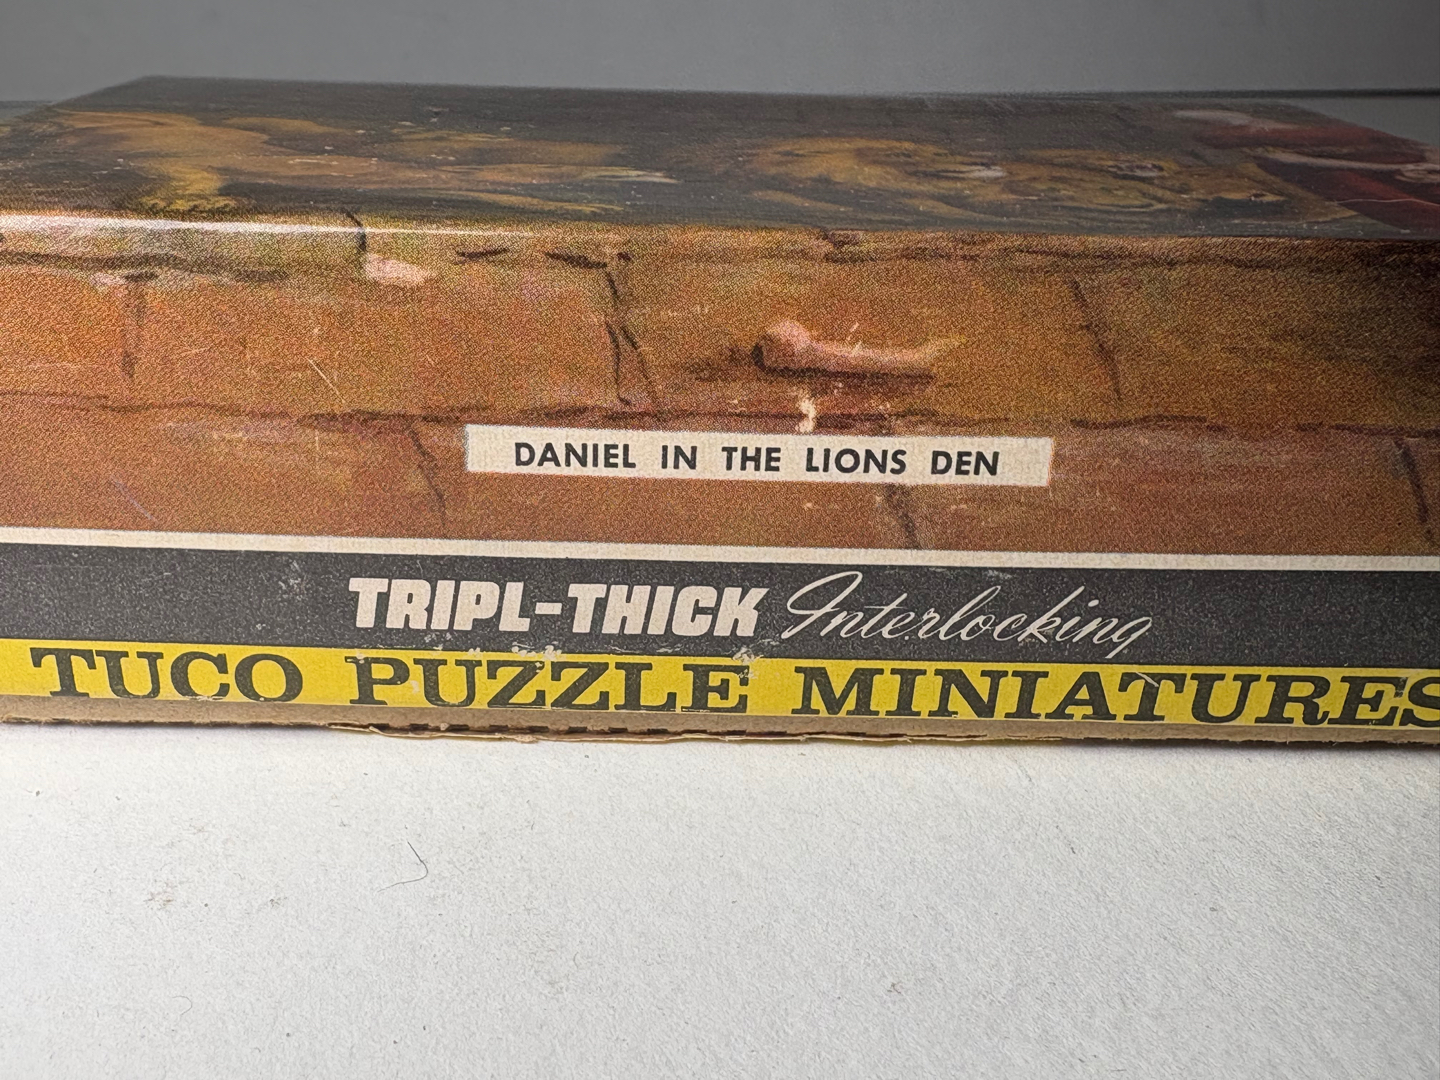 DANIEL IN THE LIONS DEN
TRIPL-THICK Interlocking
TUCO PUZZLE MINIATURES